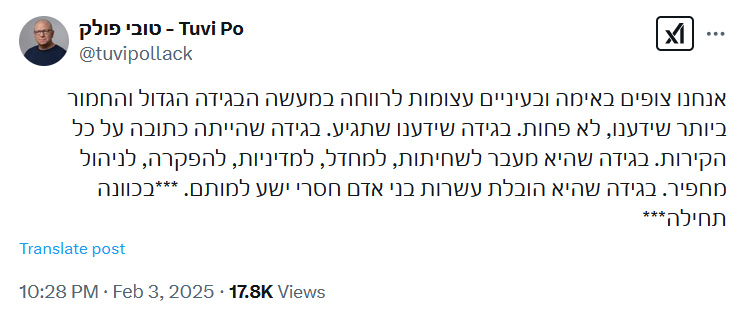 טובי פולק - Tuvi Po
@tuvipollack
אנחנו צופים באימה ובעיניים עצומות לרווחה במעשה הבגידה הגדול והחמור
ביותר שידענו, לא פחות. בגידה שידענו שתגיע. בגידה שהייתה כתובה על כל
הקירות. בגידה שהיא מעבר לשחיתות, למחדל, למדיניות, להפקרה, לניהול
מחפיר. בגידה שהיא הובלת עשרות בני אדם חסרי ישע למותם. ***בכוונה
תחילה***
Translate post
10:28 PM · Feb 3, 2025 · 17.8K Views